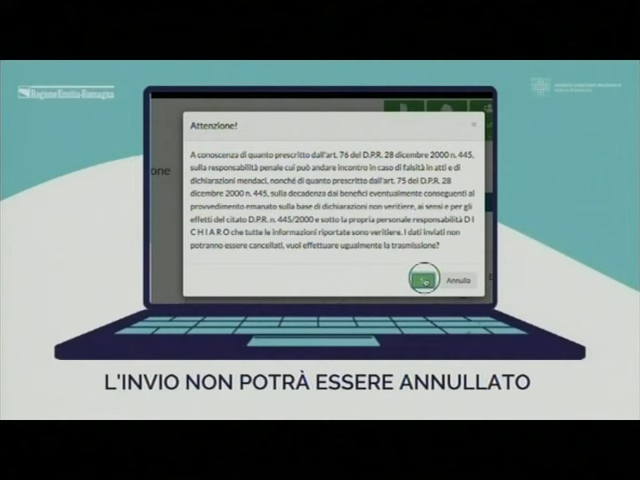 Regione Emilia-Romagna
one
Attenzione!
×
A conoscenza di quanto prescritto dall'art. 76 del D.P.R. 28 dicembre 2000 n. 445,
sulla responsabilità penale cui può andare incontro in caso di falsità in atti e di
dichiarazioni mendaci, nonché di quanto prescritto dall'art. 75 del D.P.R. 28
dicembre 2000 n. 445, sulla decadenza dai benefici eventualmente conseguenti al
provvedimento emanato sulla base di dichiarazioni non veritiere, ai sensi e per gli
effetti del citato D.P.R. n. 445/2000 e sotto la propria personale responsabilità D I
C H I A R O che tutte le informazioni riportate sono veritiere. I dati inviati non
potranno essere cancellati, vuoi effettuare ugualmente la trasmissione?
Annulla
L'INVIO NON POTRÀ ESSERE ANNULLATO